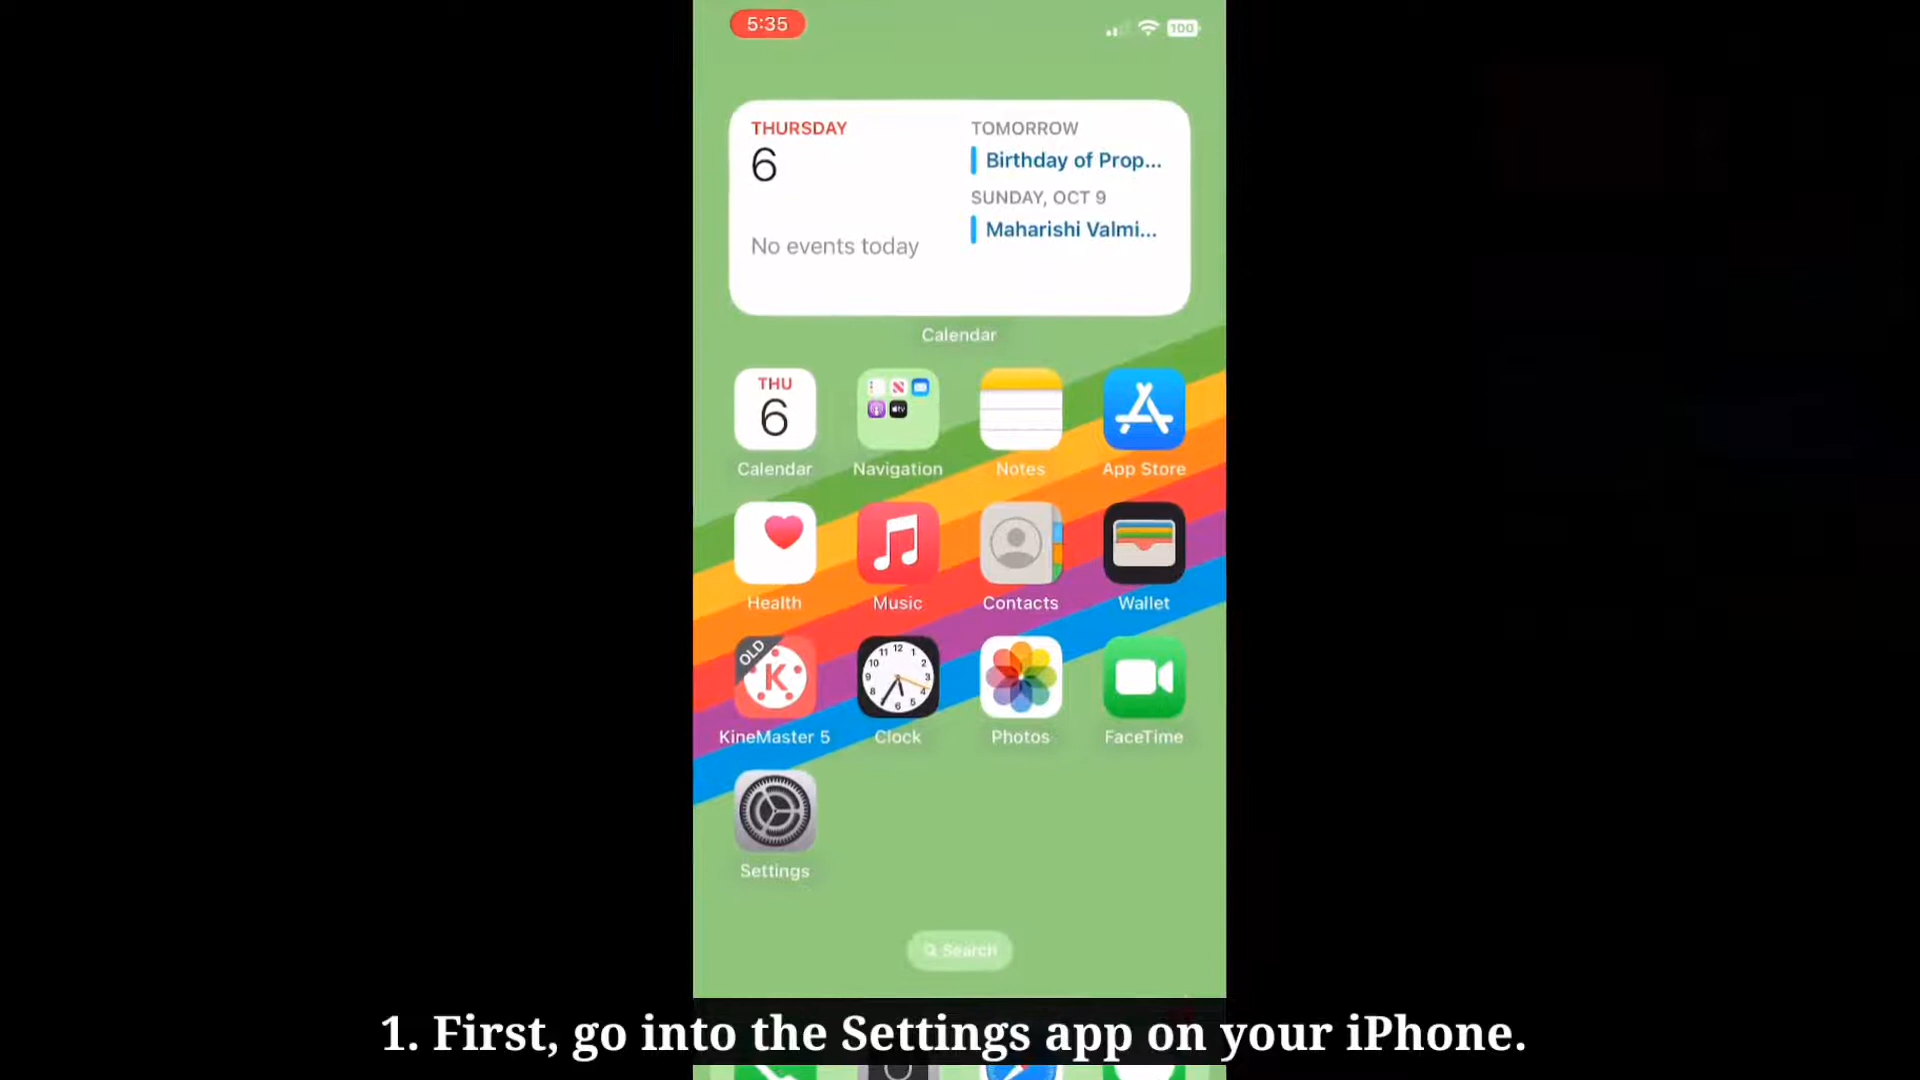 5:35
100
THURSDAY
6
No events today
TOMORROW
Birthday of Prop...
SUNDAY, OCT 9
Maharishi Valmi...
Calendar
THU
6
Calendar
Navigation
Notes
App Store
Health
Music
Contacts
Wallet
OLD
K
KineMaster 5
Clock
Photos
FaceTime
Settings
Search
1. First, go into the Settings app on your iPhone.